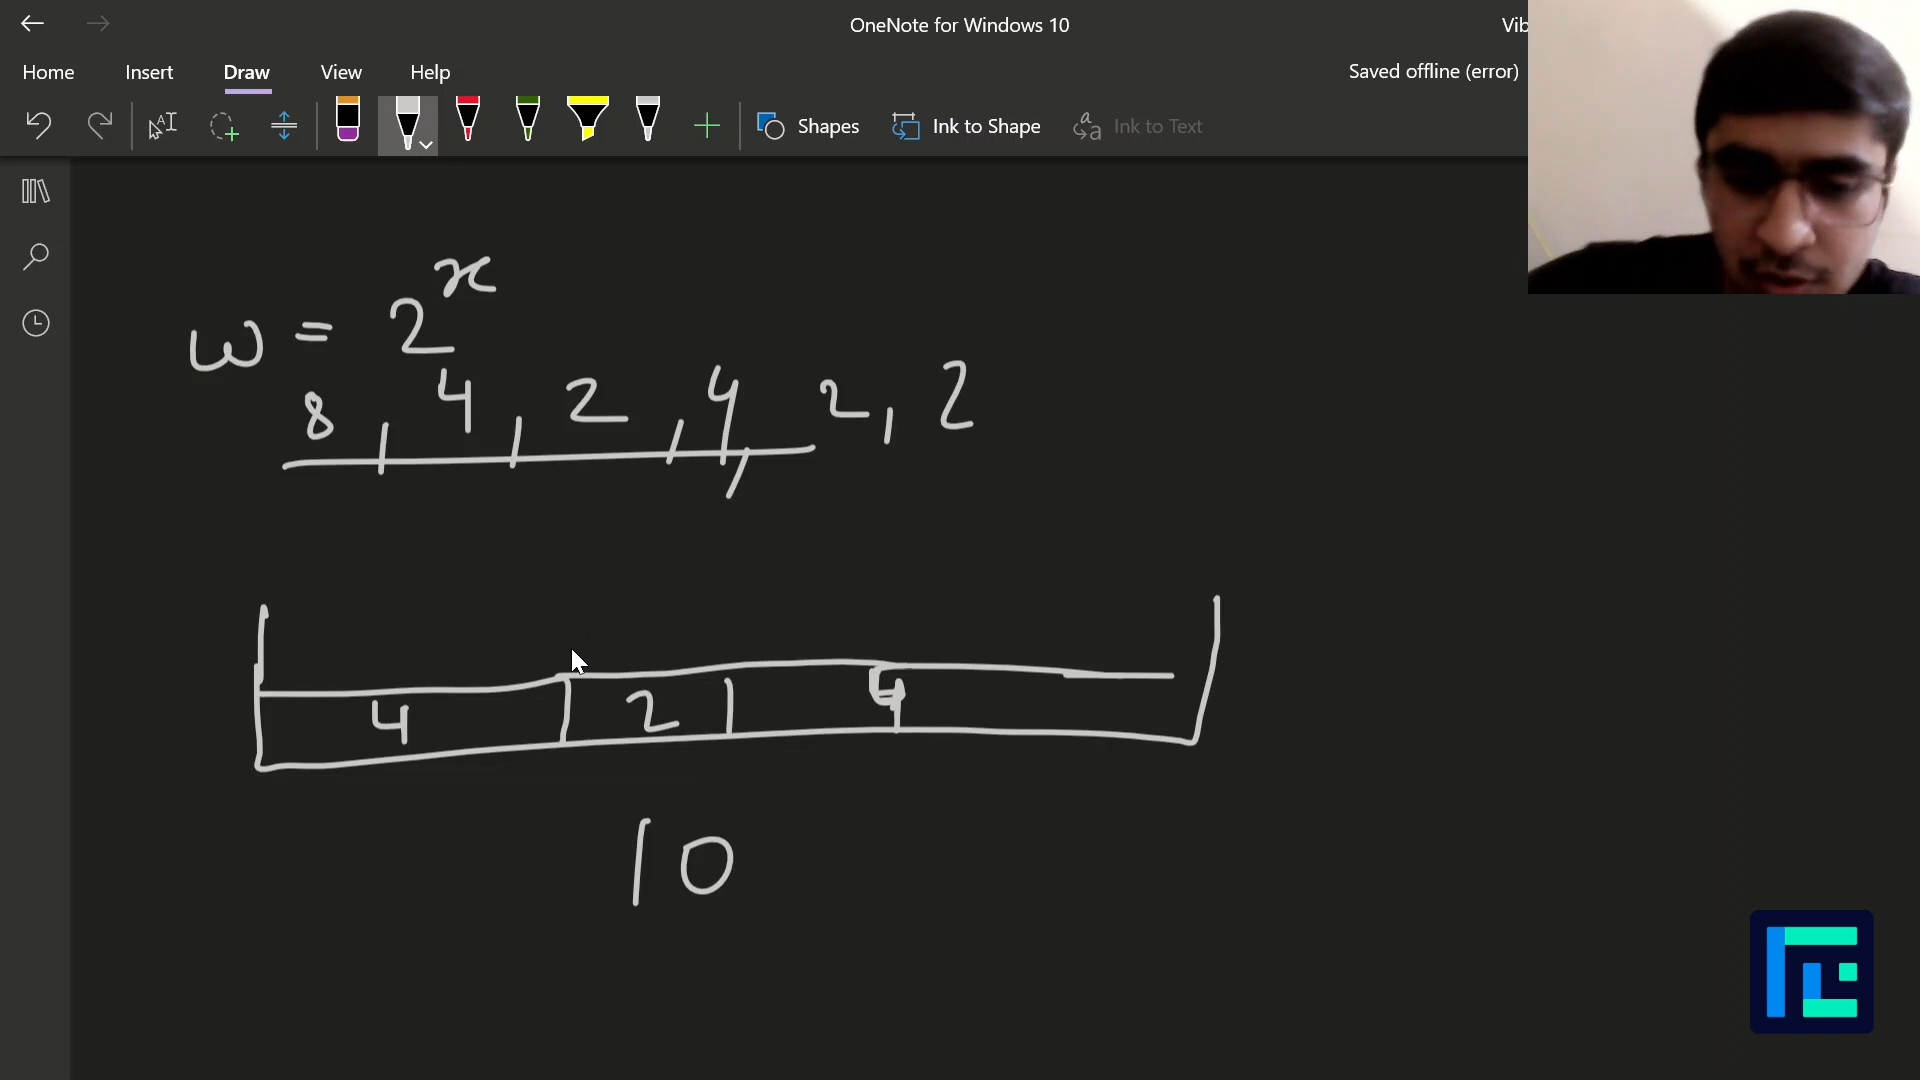 OneNote for Windows 10
Vib
Home Insert Draw View Help
Saved offline (error)
Shapes Ink to Shape Ink to Text
w = 2^x
8, 4, 2, 4, 2, 2
4 2 4
10